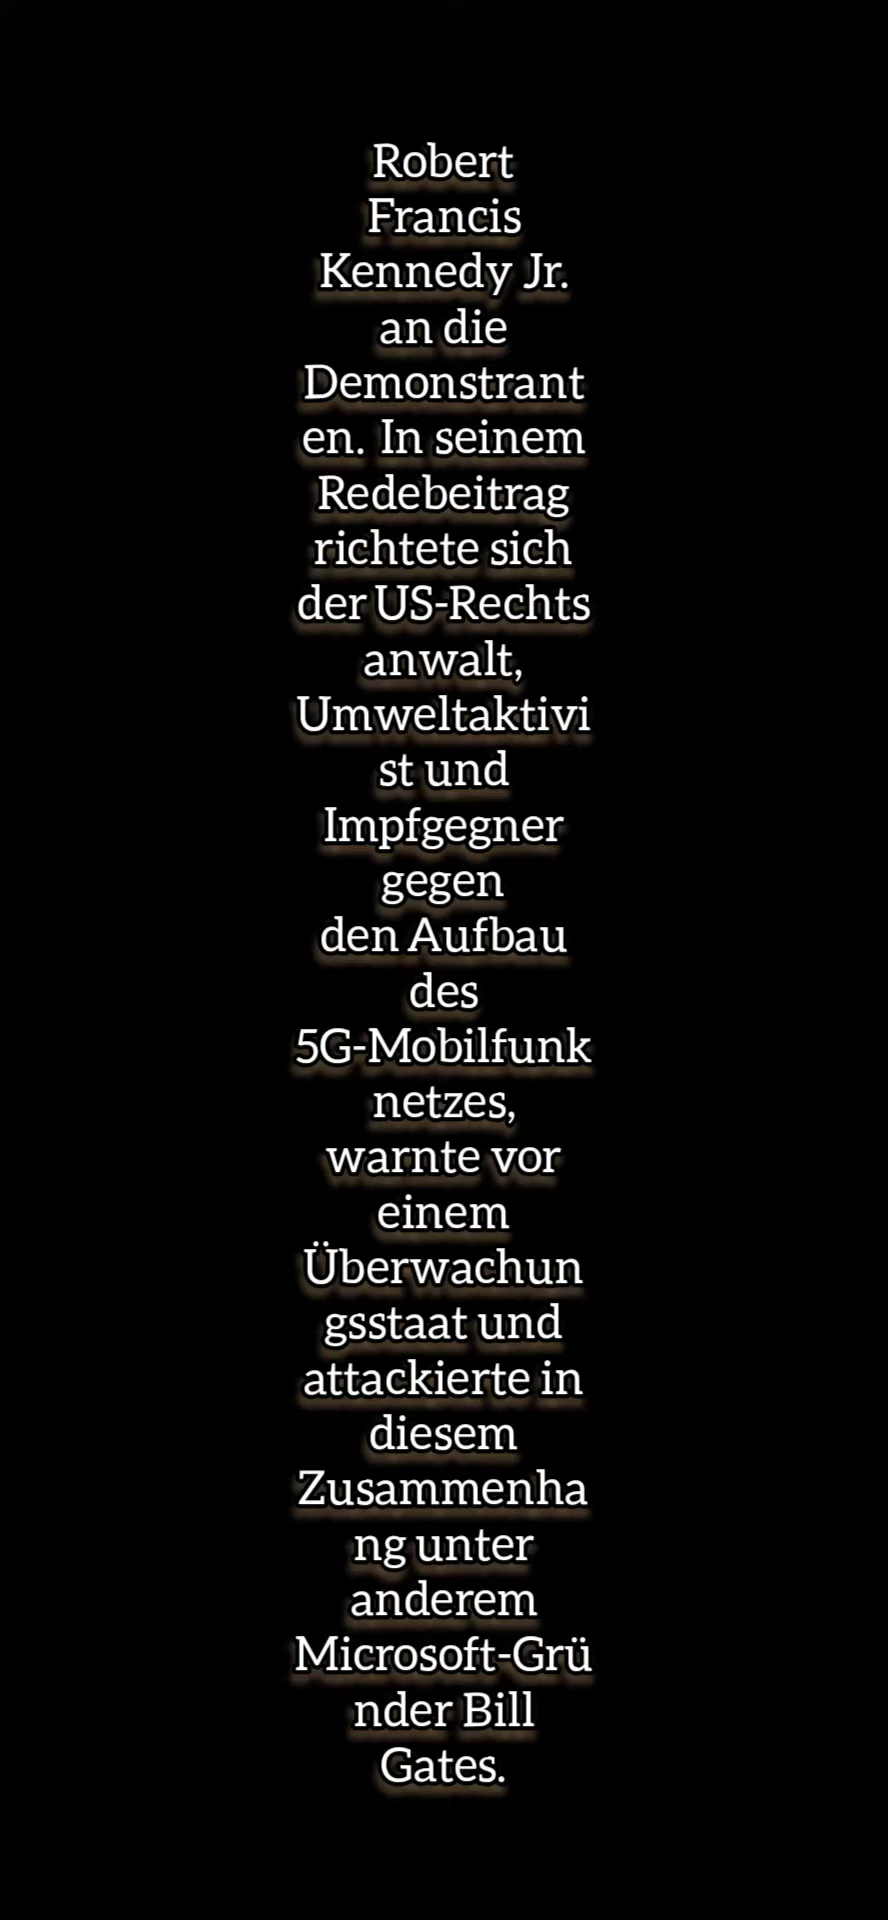 Robert
Francis
Kennedy Jr.
an die
Demonstrant
en. In seinem
Redebeitrag
richtete sich
der US-Rechts
anwalt,
Umweltaktivi
st und
Impfgegner
gegen
den Aufbau
des
5G-Mobilfunk
netzes,
warnte vor
einem
Überwachun
gsstaat und
attackierte in
diesem
Zusammenha
ng unter
anderem
Microsoft-Grü
nder Bill
Gates.